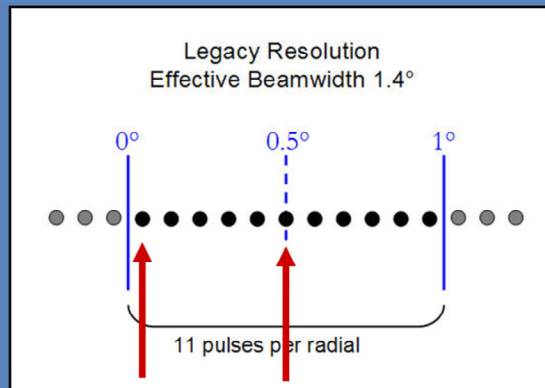 Legacy Resolution
Effective Beamwidth 1.4°
0° 0.5° 1°
11 pulses per radial